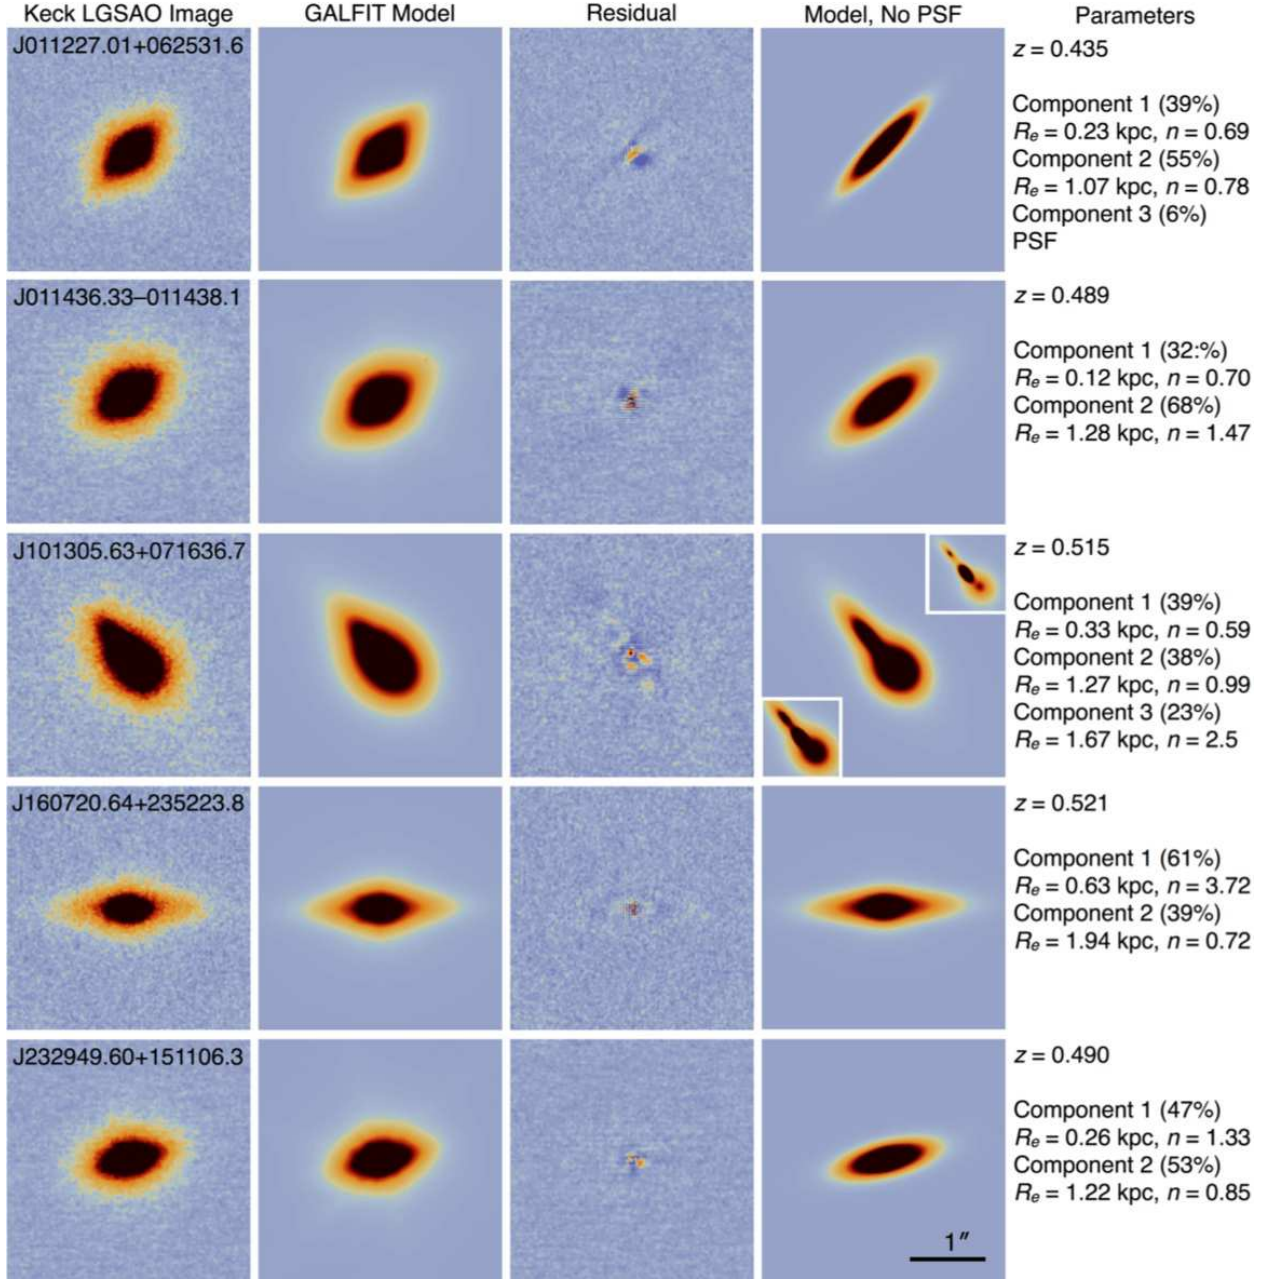 Keck LGSAO Image GALFIT Model Residual Model, No PSF Parameters
J011227.01+062531.6
z = 0.435
Component 1 (39%)
Rₑ = 0.23 kpc, n = 0.69
Component 2 (55%)
Rₑ = 1.07 kpc, n = 0.78
Component 3 (6%)
PSF
J011436.33–011438.1
z = 0.489
Component 1 (32:%)
Rₑ = 0.12 kpc, n = 0.70
Component 2 (68%)
Rₑ = 1.28 kpc, n = 1.47
J101305.63+071636.7
z = 0.515
Component 1 (39%)
Rₑ = 0.33 kpc, n = 0.59
Component 2 (38%)
Rₑ = 1.27 kpc, n = 0.99
Component 3 (23%)
Rₑ = 1.67 kpc, n = 2.5
J160720.64+235223.8
z = 0.521
Component 1 (61%)
Rₑ = 0.63 kpc, n = 3.72
Component 2 (39%)
Rₑ = 1.94 kpc, n = 0.72
J232949.60+151106.3
z = 0.490
Component 1 (47%)
Rₑ = 0.26 kpc, n = 1.33
Component 2 (53%)
Rₑ = 1.22 kpc, n = 0.85
1″